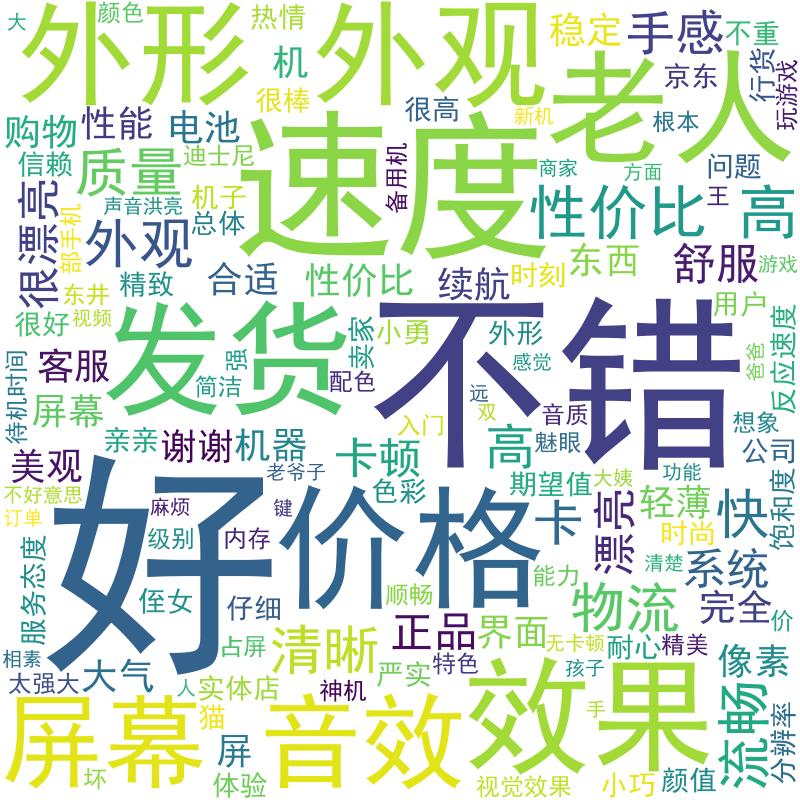 大
颜色
热情
外形
外观
稳定
手感
不重
行货
玩游戏
机
很棒
老人
京东
购物
性能
电池
很高
新机
根本
信赖
质量
迪士尼
速度
备用机
商家
方面
问题
王
很漂亮
声音洪亮
机子
总体
部手机
外观
性价比
高
东井
精致
合适
性价比
续航
时刻
东西
舒服
游戏
很好
视频
发货
小勇
外形
用户
反应速度
不错
待机时间
客服
强
卖家
感觉
爸爸
屏幕
简洁
配色
远
双
入门
音质
想象
美观
亲亲
谢谢
机器
卡顿
高
魅眼
公司
饱和度
老爷子
色彩
期望值
大姨
功能
不好意思
订单
好
麻烦
键
价格
卡
漂亮
轻薄
快
级别
内存
时尚
清楚
服务态度
侄女
仔细
顺畅
能力
系统
物流
完全
价
相素
占屏
清晰
正品
界面
无卡顿
耐心
精美
太强大
大气
人
实体店
严实
特色
孩子
像素
神机
屏幕
猫
音效
效果
手
流畅
分辨率
屏
坏
体验
视觉效果
小巧
颜值